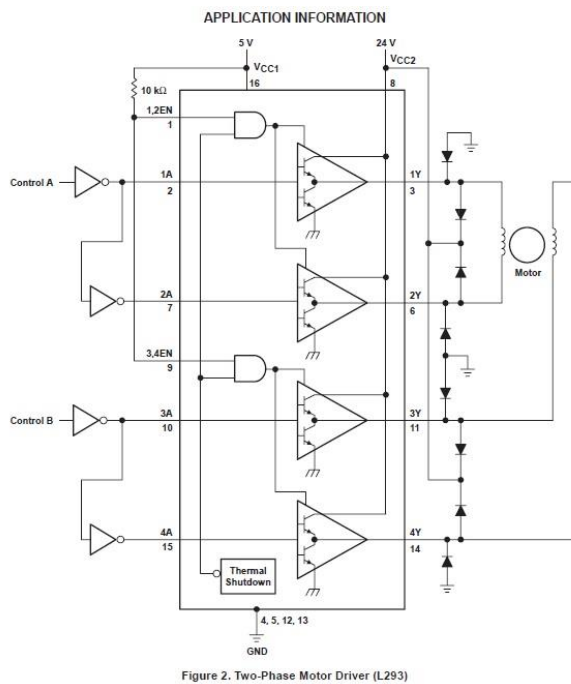 APPLICATION INFORMATION
5 V
24 V
VCC1
VCC2
10 kΩ
16
8
1,2EN
1
Control A
1A
2
1Y
3
Motor
2A
7
2Y
6
3,4EN
9
Control B
3A
10
3Y
11
4A
15
4Y
14
Thermal
Shutdown
4, 5, 12, 13
GND
Figure 2. Two-Phase Motor Driver (L293)